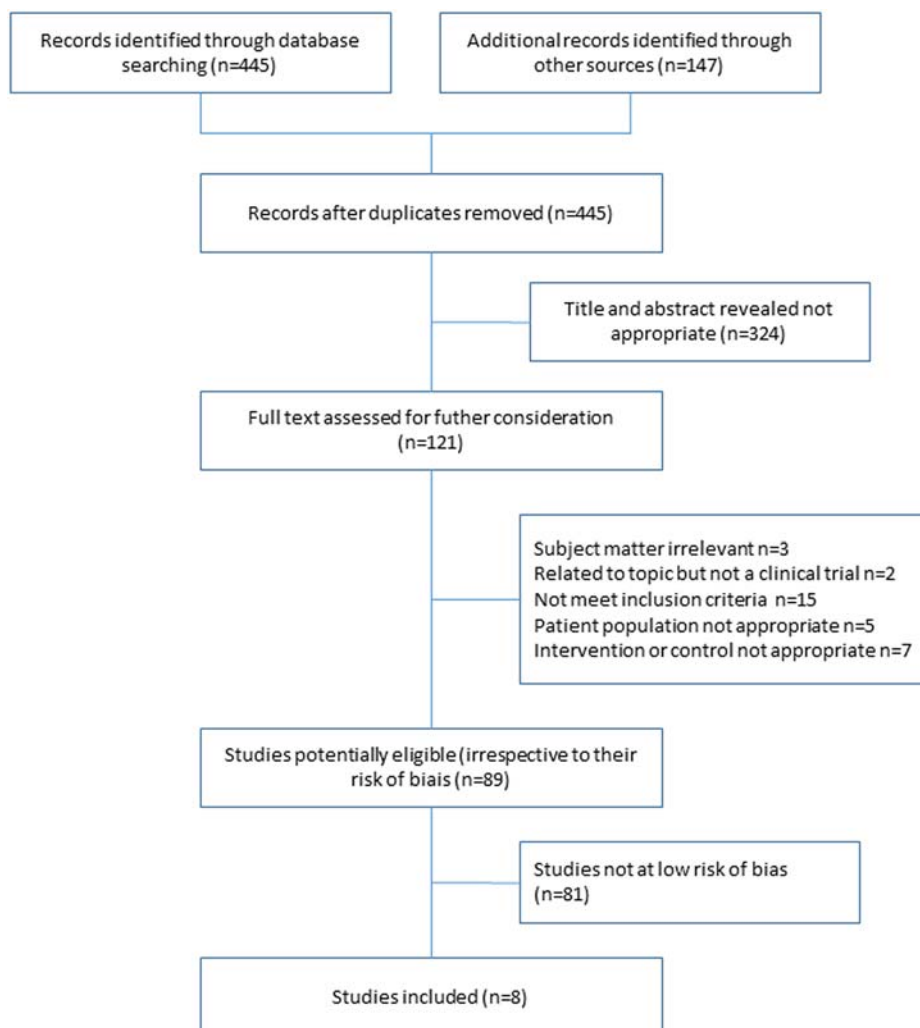 Records identified through database
searching (n=445)
Additional records identified through
other sources (n=147)
Records after duplicates removed (n=445)
Title and abstract revealed not
appropriate (n=324)
Full text assessed for futher consideration
(n=121)
Subject matter irrelevant n=3
Related to topic but not a clinical trial n=2
Not meet inclusion criteria n=15
Patient population not appropriate n=5
Intervention or control not appropriate n=7
Studies potentially eligible (irrespective to their
risk of biais (n=89)
Studies not at low risk of bias
(n=81)
Studies included (n=8)